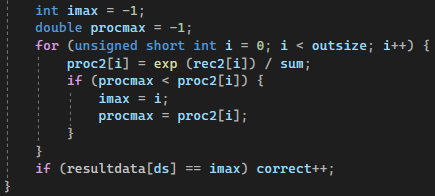 int imax = -1;
double procmax = -1;
for (unsigned short int i = 0; i < outsize; i++) {
proc2[i] = exp (rec2[i]) / sum;
if (procmax < proc2[i]) {
imax = i;
procmax = proc2[i];
}
}
if (resultdata[ds] == imax) correct++;
}